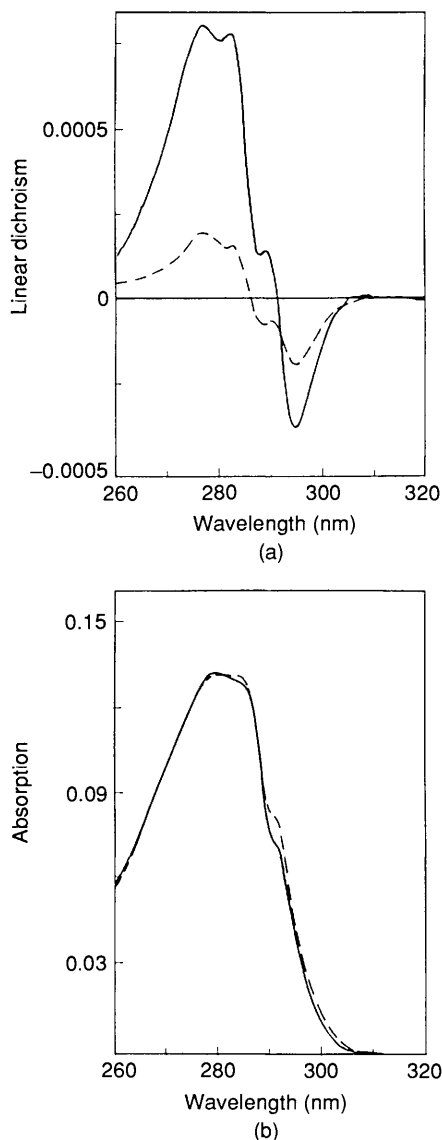 0.0005
Linear dichroism
0
−0.0005
260
280
300
320
Wavelength (nm)
(a)
0.15
Absorption
0.09
0.03
260
280
300
320
Wavelength (nm)
(b)